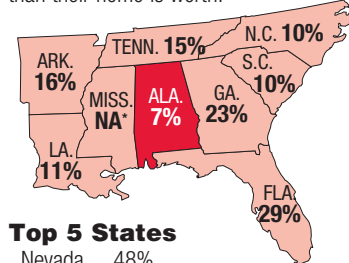 than their home is worth.
TENN. 15%
N.C. 10%
ARK.
16%
S.C.
10%
MISS.
NA*
ALA.
7%
GA.
23%
LA.
11%
FLA.
29%
Top 5 States
Nevada 48%